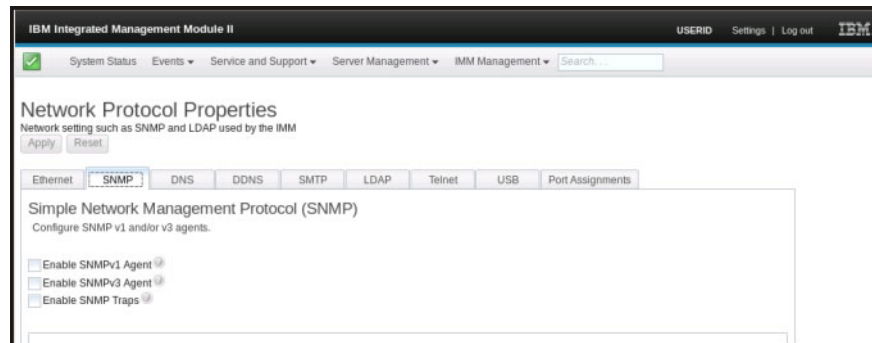 IBM Integrated Management Module II
USERID Settings | Log out IBM
System Status Events Service and Support Server Management IMM Management Search...
Network Protocol Properties
Network setting such as SNMP and LDAP used by the IMM
Apply Reset
Ethernet SNMP DNS DDNS SMTP LDAP Telnet USB Port Assignments
Simple Network Management Protocol (SNMP)
Configure SNMP v1 and/or v3 agents.
Enable SNMPv1 Agent
Enable SNMPv3 Agent
Enable SNMP Traps